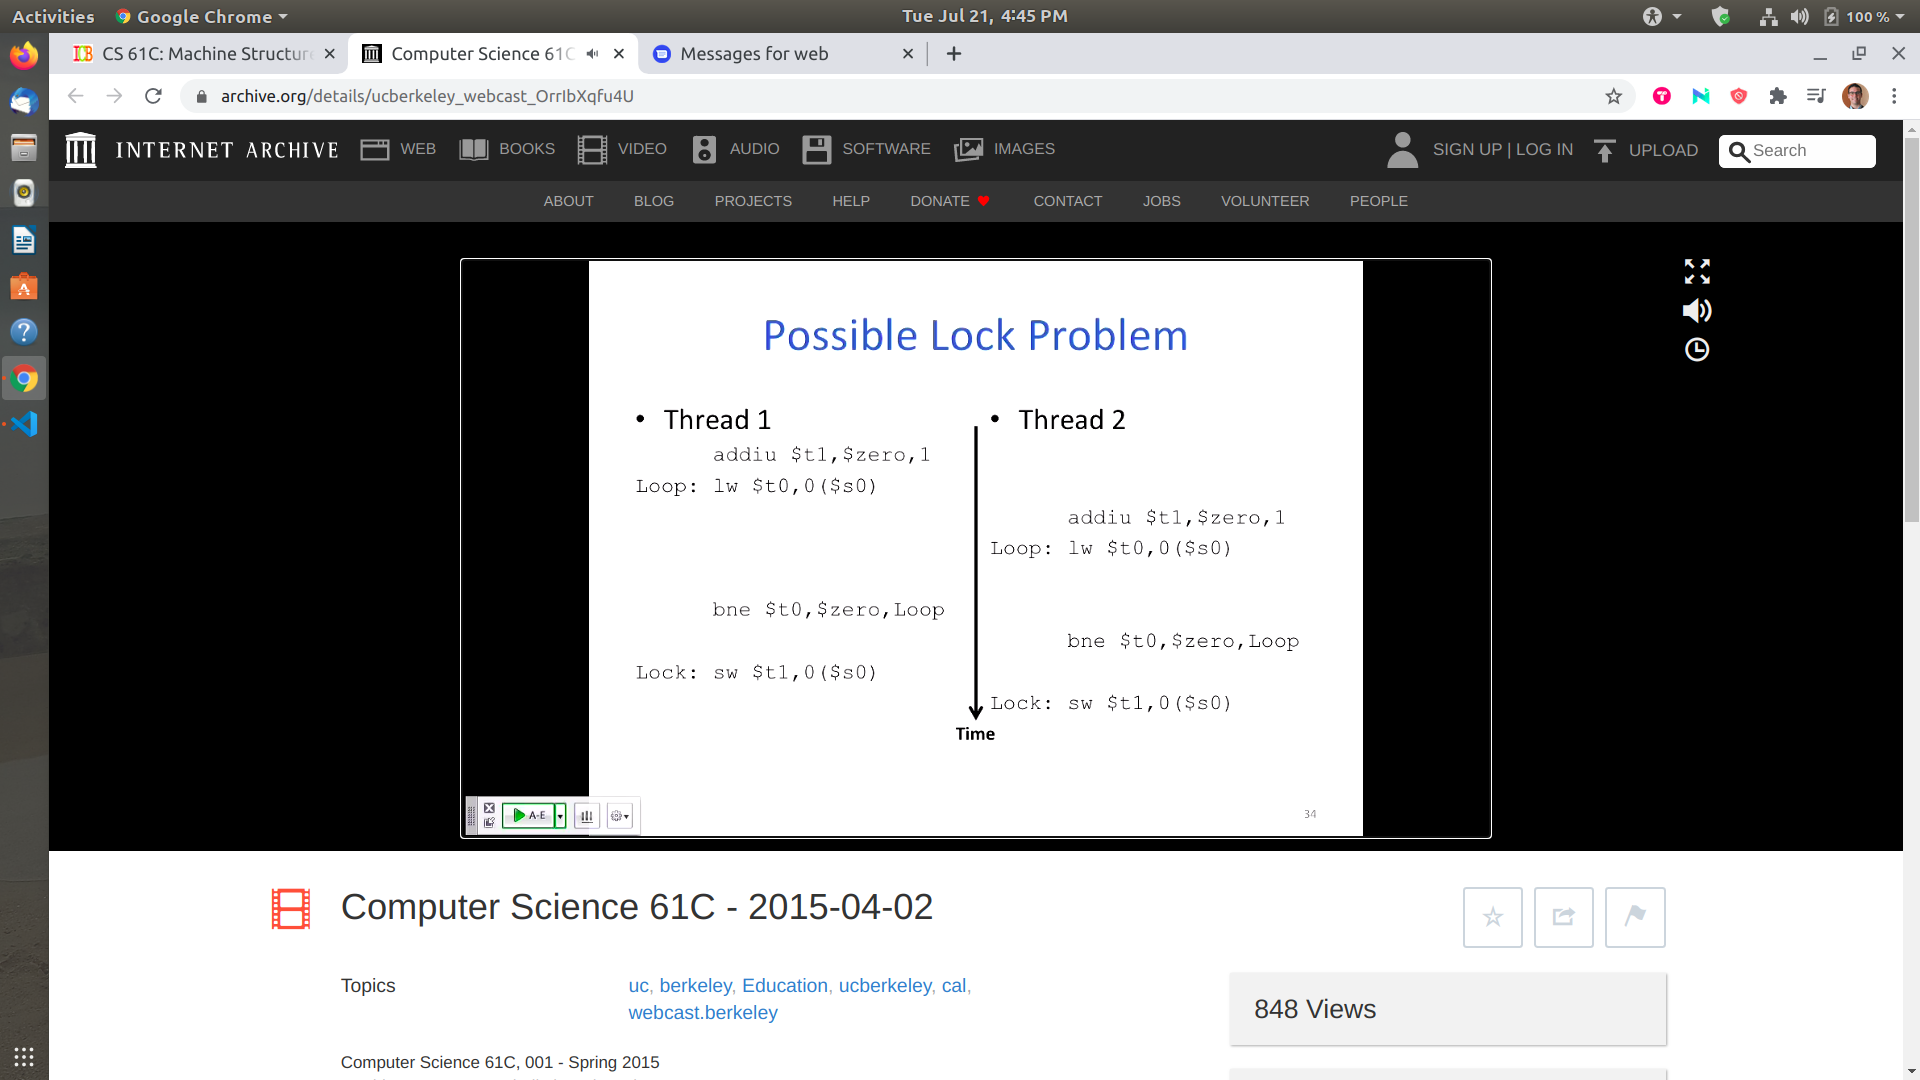 Activities
Google Chrome
Tue Jul 21, 4:45 PM
100 %
CS 61C: Machine Structure
Computer Science 61C
Messages for web
archive.org/details/ucberkeley_webcast_OrrIbXqfu4U
INTERNET ARCHIVE
WEB
BOOKS
VIDEO
AUDIO
SOFTWARE
IMAGES
SIGN UP | LOG IN
UPLOAD
Search
ABOUT
BLOG
PROJECTS
HELP
DONATE
CONTACT
JOBS
VOLUNTEER
PEOPLE
Possible Lock Problem
• Thread 1
addiu $t1,$zero,1
Loop: lw $t0,0($s0)
bne $t0,$zero,Loop
Lock: sw $t1,0($s0)
• Thread 2
addiu $t1,$zero,1
Loop: lw $t0,0($s0)
bne $t0,$zero,Loop
Lock: sw $t1,0($s0)
Time
A-E
34
Computer Science 61C - 2015-04-02
Topics
uc, berkeley, Education, ucberkeley, cal,
webcast.berkeley
848 Views
Computer Science 61C, 001 - Spring 2015